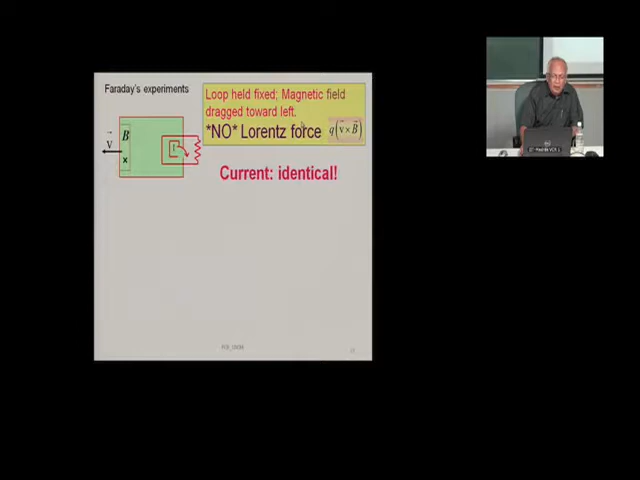 Faraday's experiments
Loop held fixed; Magnetic field
dragged toward left.
*NO* Lorentz force q(v⃗×B⃗)
v⃗
B⃗
x
I
Current: identical!